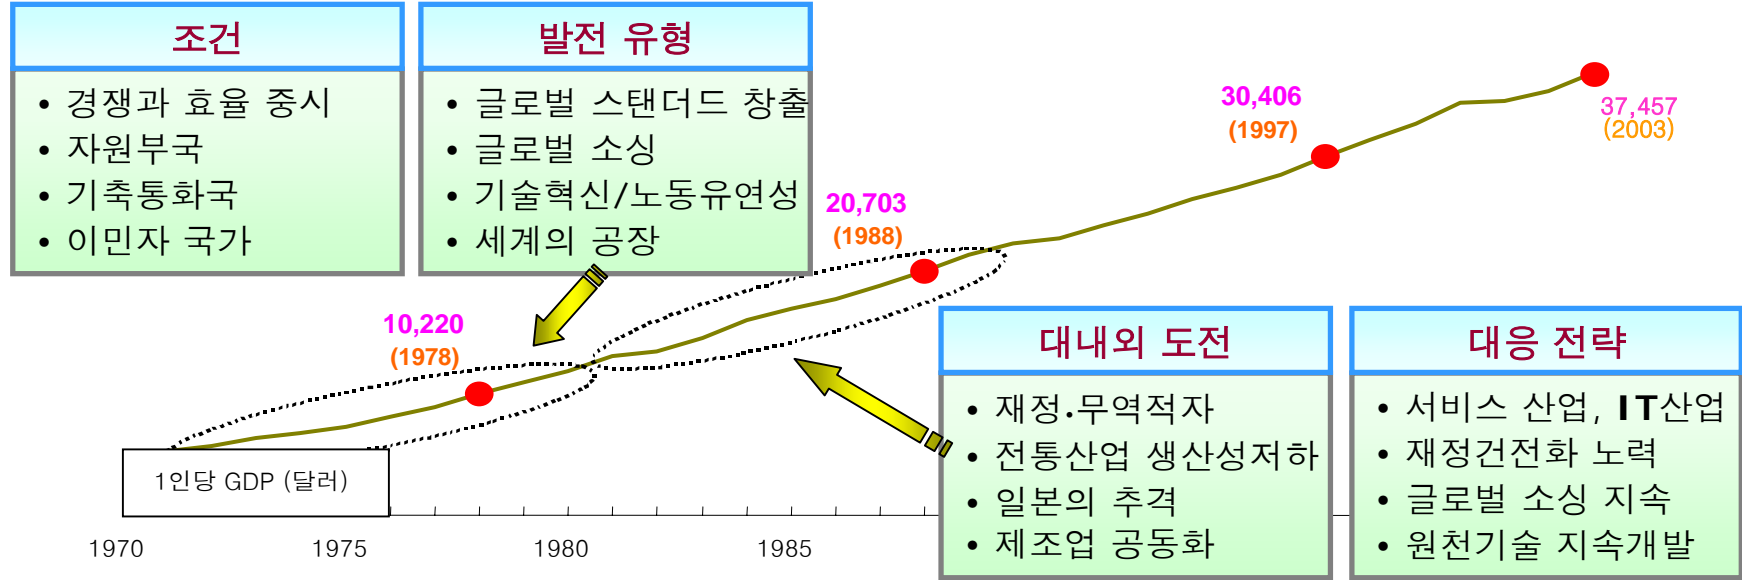 조건
• 경쟁과 효율 중시
• 자원부국
• 기축통화국
• 이민자 국가
발전 유형
• 글로벌 스탠더드 창출
• 글로벌 소싱
• 기술혁신/노동유연성
• 세계의 공장
10,220
(1978)
20,703
(1988)
30,406
(1997)
37,457
(2003)
대내외 도전
• 재정·무역적자
• 전통산업 생산성저하
• 일본의 추격
• 제조업 공동화
대응 전략
• 서비스 산업, IT산업
• 재정건전화 노력
• 글로벌 소싱 지속
• 원천기술 지속개발
1인당 GDP (달러)
1970 1975 1980 1985